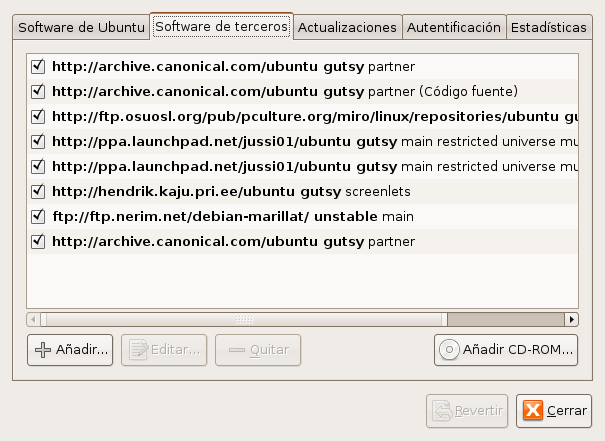 Software de Ubuntu Software de terceros Actualizaciones Autentificación Estadísticas
http://archive.canonical.com/ubuntu gutsy partner
http://archive.canonical.com/ubuntu gutsy partner (Código fuente)
http://ftp.osuosl.org/pub/pculture.org/miro/linux/repositories/ubuntu gu
http://ppa.launchpad.net/jussi01/ubuntu gutsy main restricted universe mu
http://ppa.launchpad.net/jussi01/ubuntu gutsy main restricted universe mu
http://hendrik.kaju.pri.ee/ubuntu gutsy screenlets
ftp://ftp.nerim.net/debian-marillat/ unstable main
http://archive.canonical.com/ubuntu gutsy partner
Añadir... Editar... Quitar Añadir CD-ROM...
Revertir Cerrar